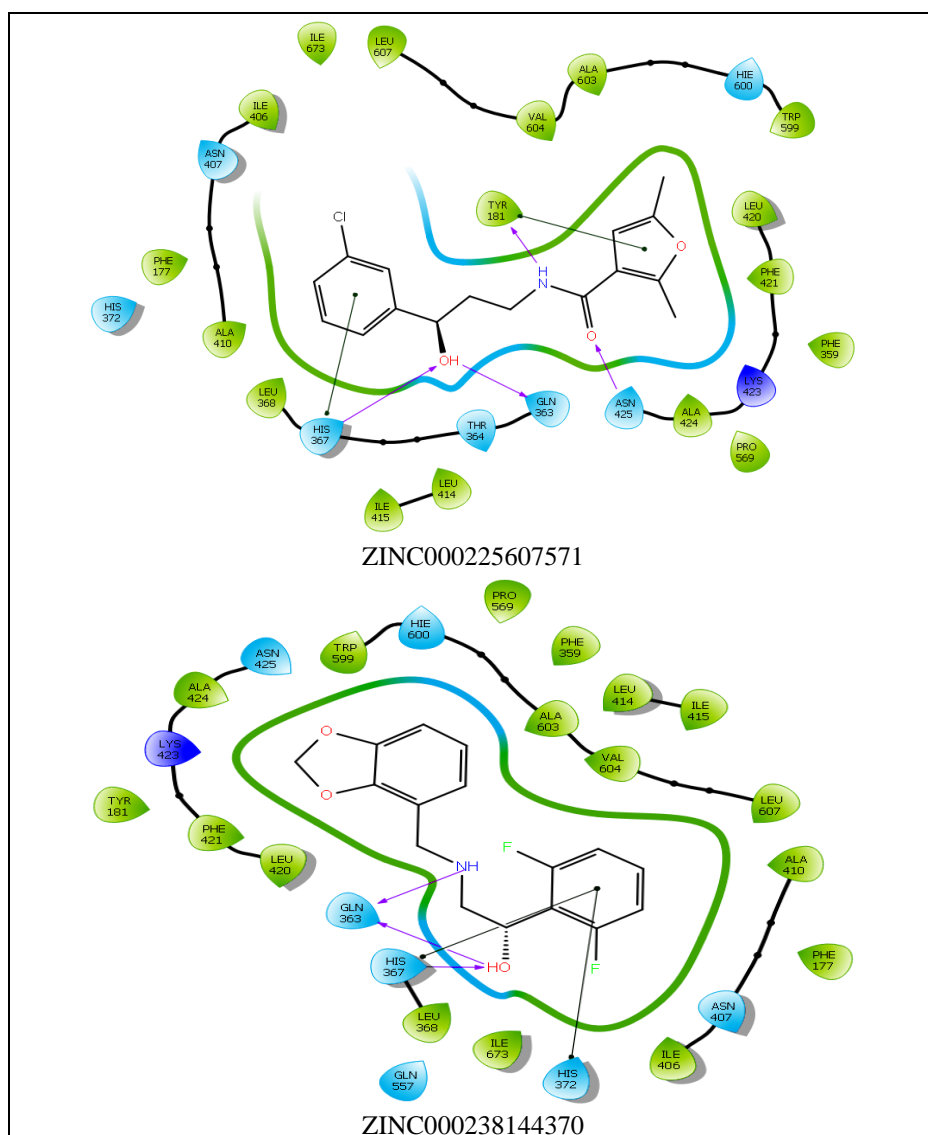 ILE 673
LEU 607
ALA 603
HIE 600
ILE 406
VAL 604
TRP 599
ASN 407
TYR 181
LEU 420
Cl
O
PHE 177
H
N
PHE 421
HIS 372
O
PHE 359
ALA 410
OH
LYS 423
LEU 368
GLN 363
ASN 425
ALA 424
HIS 367
THR 364
PRO 569
LEU 414
ILE 415
ZINC000225607571
PRO 569
HIE 600
TRP 599
PHE 359
ASN 425
LEU 414
ILE 415
ALA 424
ALA 603
O
LYS 423
VAL 604
O
TYR 181
LEU 607
PHE 421
F
LEU 420
NH
ALA 410
GLN 363
HIS 367
HO
F
PHE 177
LEU 368
ASN 407
ILE 673
ILE 406
GLN 557
HIS 372
ZINC000238144370